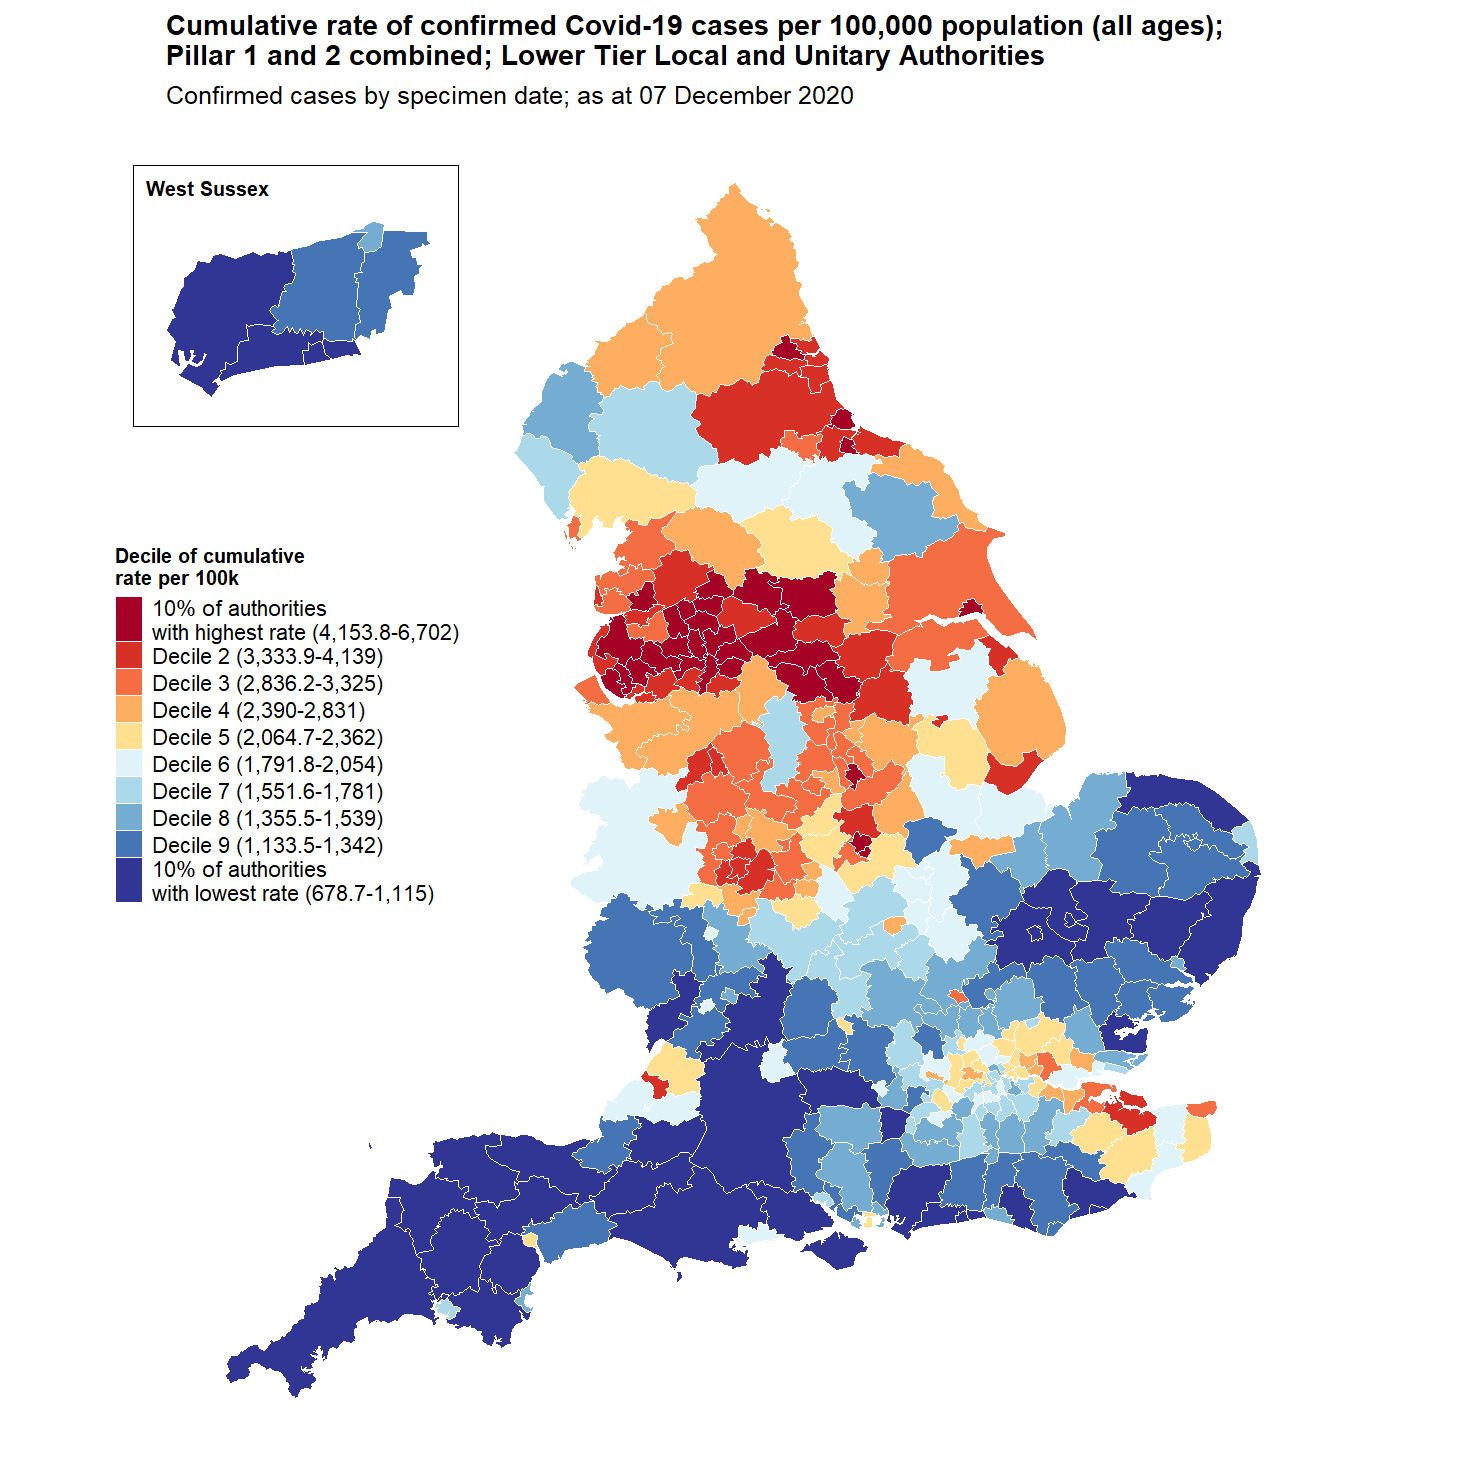 Cumulative rate of confirmed Covid-19 cases per 100,000 population (all ages);
Pillar 1 and 2 combined; Lower Tier Local and Unitary Authorities
Confirmed cases by specimen date; as at 07 December 2020
West Sussex
Decile of cumulative
rate per 100k
10% of authorities
with highest rate (4,153.8-6,702)
Decile 2 (3,333.9-4,139)
Decile 3 (2,836.2-3,325)
Decile 4 (2,390-2,831)
Decile 5 (2,064.7-2,362)
Decile 6 (1,791.8-2,054)
Decile 7 (1,551.6-1,781)
Decile 8 (1,355.5-1,539)
Decile 9 (1,133.5-1,342)
10% of authorities
with lowest rate (678.7-1,115)